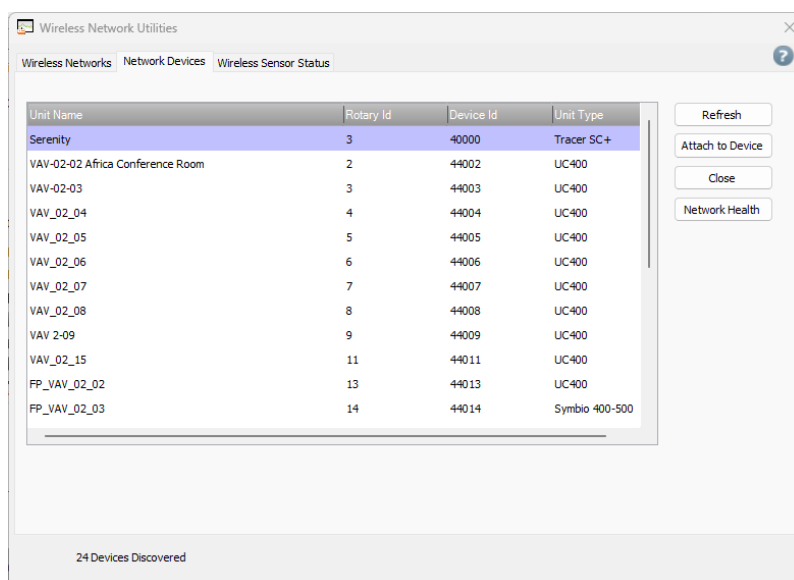 Wireless Network Utilities
Wireless Networks Network Devices Wireless Sensor Status
?
Unit Name Rotary Id Device Id Unit Type
Serenity 3 40000 Tracer SC+
VAV-02-02 Africa Conference Room 2 44002 UC400
VAV-02-03 3 44003 UC400
VAV_02_04 4 44004 UC400
VAV_02_05 5 44005 UC400
VAV_02_06 6 44006 UC400
VAV_02_07 7 44007 UC400
VAV_02_08 8 44008 UC400
VAV 2-09 9 44009 UC400
VAV_02_15 11 44011 UC400
FP_VAV_02_02 13 44013 UC400
FP_VAV_02_03 14 44014 Symbio 400-500
Refresh
Attach to Device
Close
Network Health
24 Devices Discovered